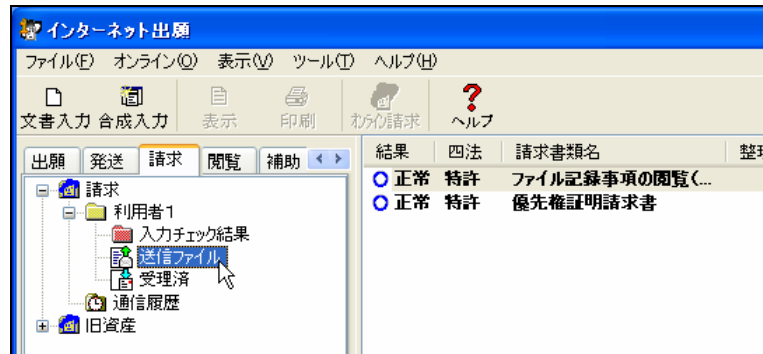 インターネット出願
ファイル(F) オンライン(O) 表示(V) ツール(T) ヘルプ(H)
文書入力 合成入力 表示 印刷 オンライン請求 ヘルプ
出願 発送 請求 閲覧 補助
結果 四法 請求書類名 整理
○正常 特許 ファイル記録事項の閲覧(...
○正常 特許 優先権証明請求書
請求
利用者1
入力チェック結果
送信ファイル
受理済
通信履歴
旧資産